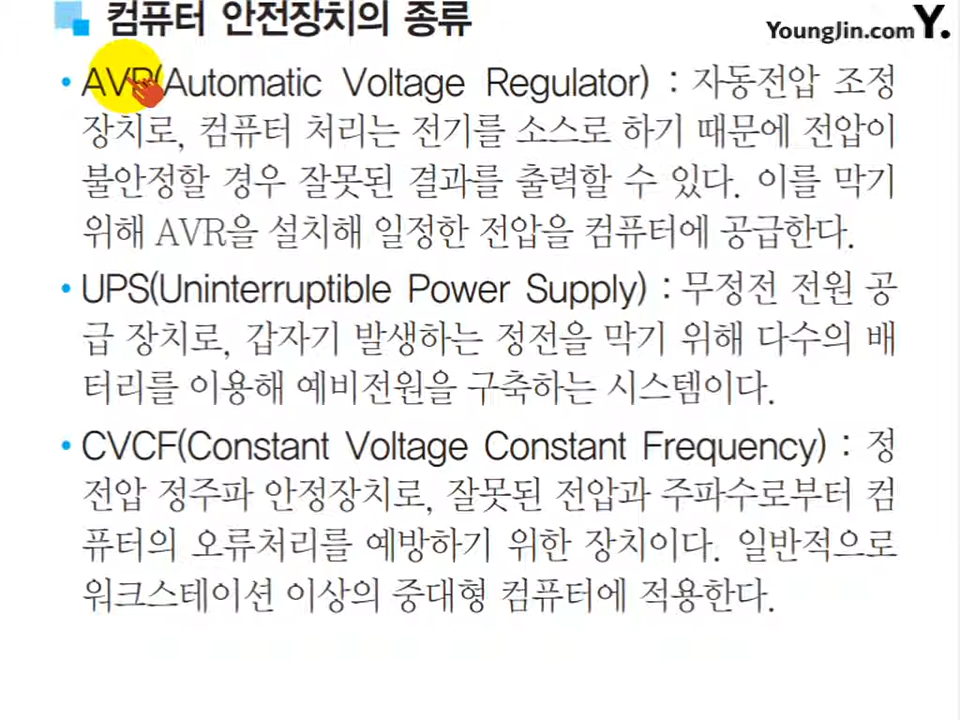 컴퓨터 안전장치의 종류
YoungJin.com Y.
• AVR(Automatic Voltage Regulator) : 자동전압 조정
장치로, 컴퓨터 처리는 전기를 소스로 하기 때문에 전압이
불안정할 경우 잘못된 결과를 출력할 수 있다. 이를 막기
위해 AVR을 설치해 일정한 전압을 컴퓨터에 공급한다.
• UPS(Uninterruptible Power Supply) : 무정전 전원 공
급 장치로, 갑자기 발생하는 정전을 막기 위해 다수의 배
터리를 이용해 예비전원을 구축하는 시스템이다.
• CVCF(Constant Voltage Constant Frequency) : 정
전압 정주파 안정장치로, 잘못된 전압과 주파수로부터 컴
퓨터의 오류처리를 예방하기 위한 장치이다. 일반적으로
워크스테이션 이상의 중대형 컴퓨터에 적용한다.